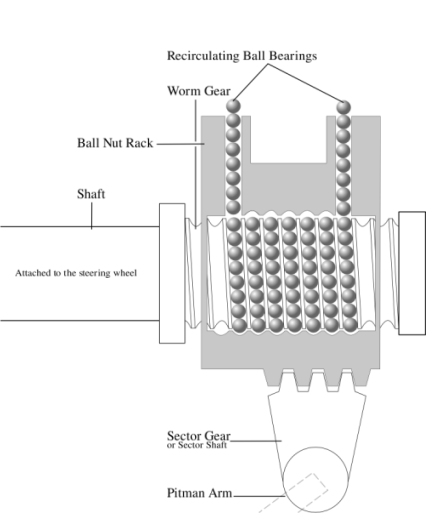 Recirculating Ball Bearings
Worm Gear
Ball Nut Rack
Shaft
Attached to the steering wheel
Sector Gear
or Sector Shaft
Pitman Arm